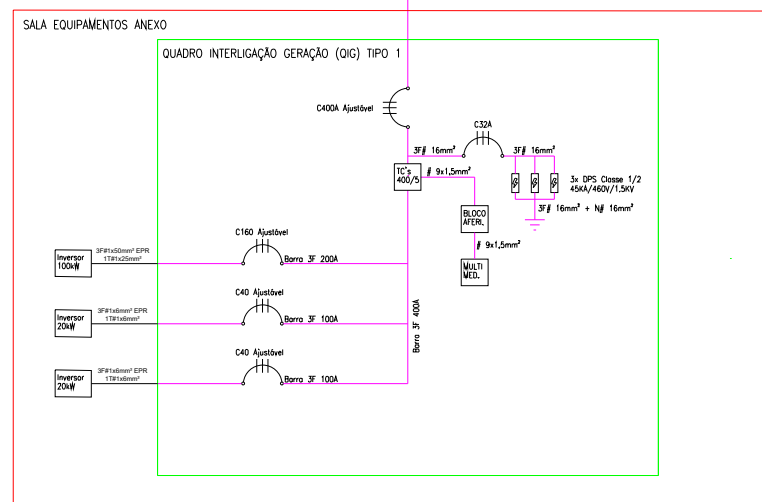 SALA EQUIPAMENTOS ANEXO
QUADRO INTERLIGAÇÃO GERAÇÃO (QIG) TIPO 1
C400A Ajustável
C32A
3F# 16mm²
3F# 16mm²
TC's
400/5
# 9x1,5mm²
3x DPS Classe 1/2
45KA/460V/1.5KV
3F# 16mm² + N# 16mm²
BLOCO
AFERI.
# 9x1,5mm²
MULTI
MED.
C160 Ajustável
3F#1x50mm² EPR
1T#1x25mm²
Inversor
100kW
Barra 3F 200A
C40 Ajustável
3F#1x6mm² EPR
1T#1x6mm²
Inversor
20kW
Barra 3F 100A
Barra 3F 400A
C40 Ajustável
3F#1x6mm² EPR
1T#1x6mm²
Inversor
20kW
Barra 3F 100A